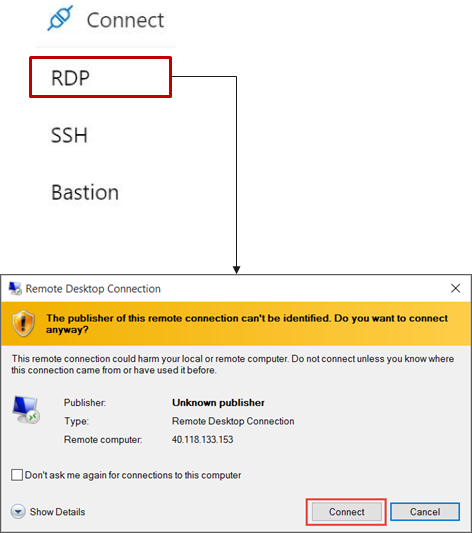 Connect
RDP
SSH
Bastion
Remote Desktop Connection
The publisher of this remote connection can't be identified. Do you want to connect
anyway?
This remote connection could harm your local or remote computer. Do not connect unless you know where
this connection came from or have used it before.
Publisher: Unknown publisher
Type: Remote Desktop Connection
Remote computer: 40.118.133.153
Don't ask me again for connections to this computer
Show Details Connect Cancel